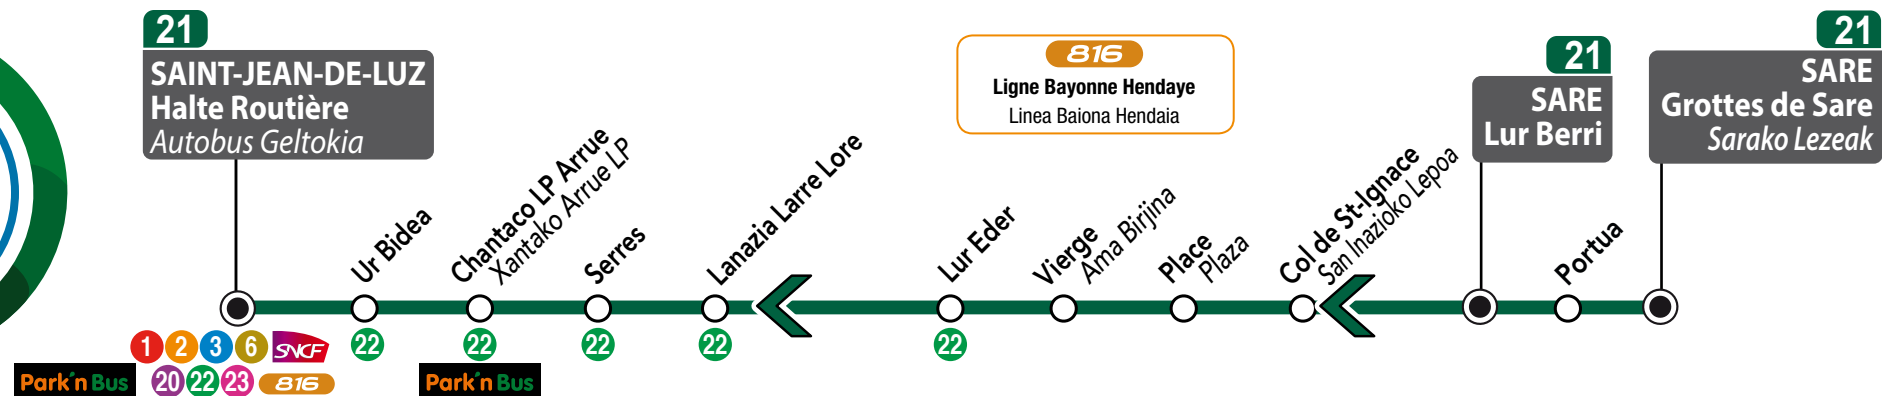 21
SAINT-JEAN-DE-LUZ
Halte Routière
Autobus Geltokia
816
Ligne Bayonne Hendaye
Linea Baiona Hendaia
21
SARE
Lur Berri
21
SARE
Grottes de Sare
Sarako Lezeak
Ur Bidea
Chantaco LP Arrue
Xantako Arrue LP
Serres
Lanazia Larre Lore
Lur Eder
Vierge
Ama Birjina
Place
Plaza
Col de St-Ignace
San Inazioko Lepoa
Portua
1 2 3 6 SNCF
22
22
22
22
22
Park'n Bus
20 22 23 816
Park'n Bus